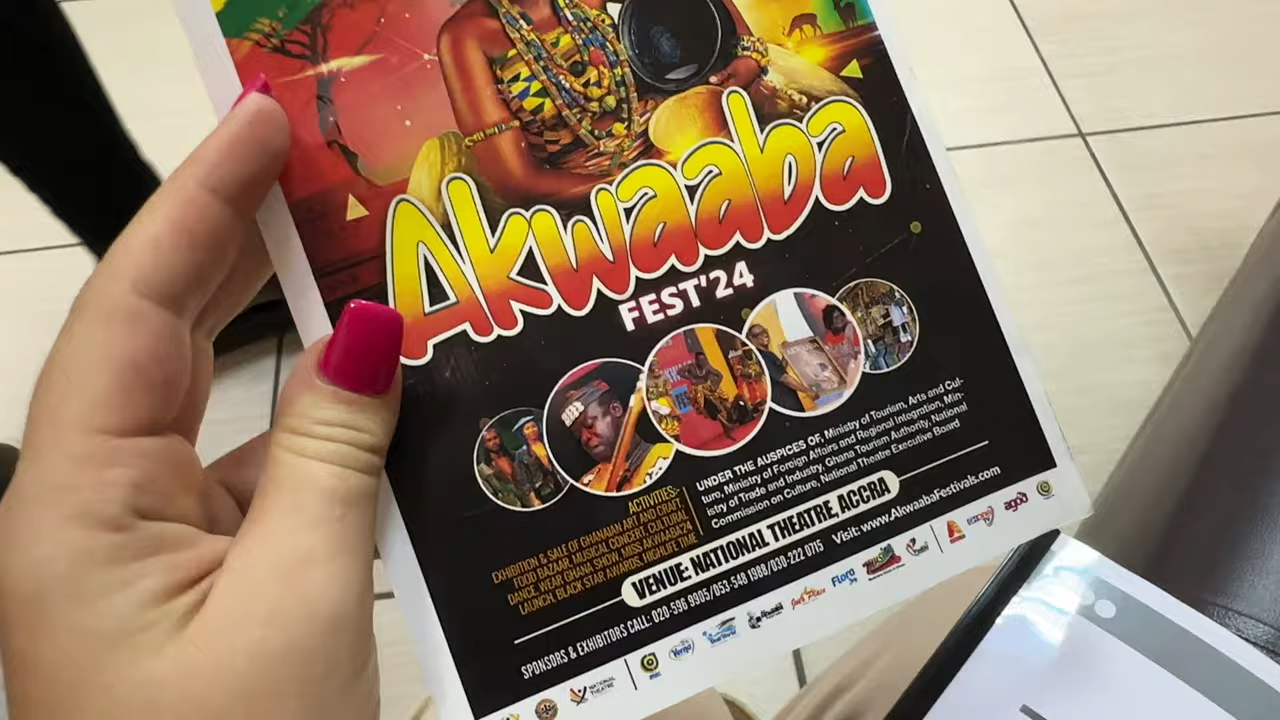 Akwaaba
FEST'24
UNDER THE AUSPICES OF, Ministry of Tourism, Arts and Cul-
ture, Ministry of Foreign Affairs and Regional Integration, Min-
istry of Trade and Industry, Ghana Tourism Authority, National
Commission on Culture, National Theatre Executive Board
ACTIVITIES:-
EXHIBITION & SALE OF GHANAIAN ART AND CRAFT,
FOOD BAZAAR, MUSICAL CONCERT, CULTURAL
DANCE, WEAR GHANA SHOW, MISS AKWAABA'24
LAUNCH, BLACK STAR AWARDS, HIGHLIFE TIME
VENUE: NATIONAL THEATRE, ACCRA
SPONSORS & EXHIBITORS CALL: 020-596 9905/053-548 1988/030-222 0715 Visit: www.AkwaabaFestivals.com
NATIONAL
THEATRE
Verna
Floro